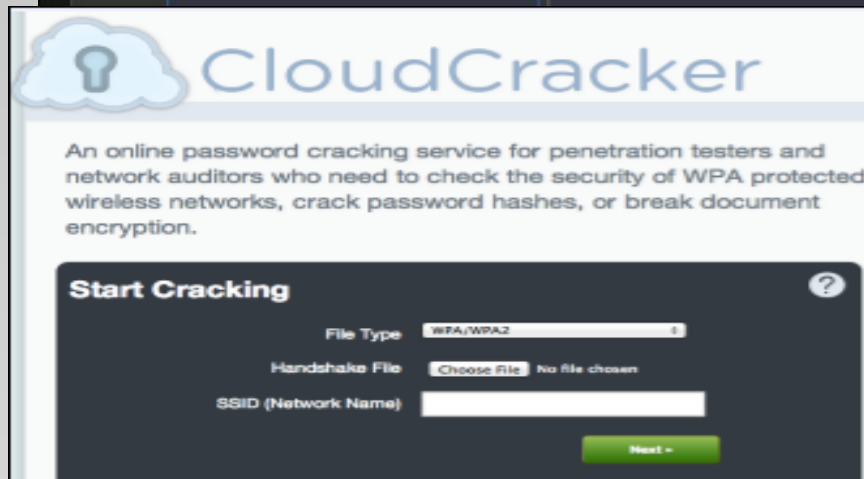 CloudCracker
An online password cracking service for penetration testers and
network auditors who need to check the security of WPA protected
wireless networks, crack password hashes, or break document
encryption.
Start Cracking
?
File Type WPA/WPA2
Handshake File Choose File No file chosen
SSID (Network Name)
Next »